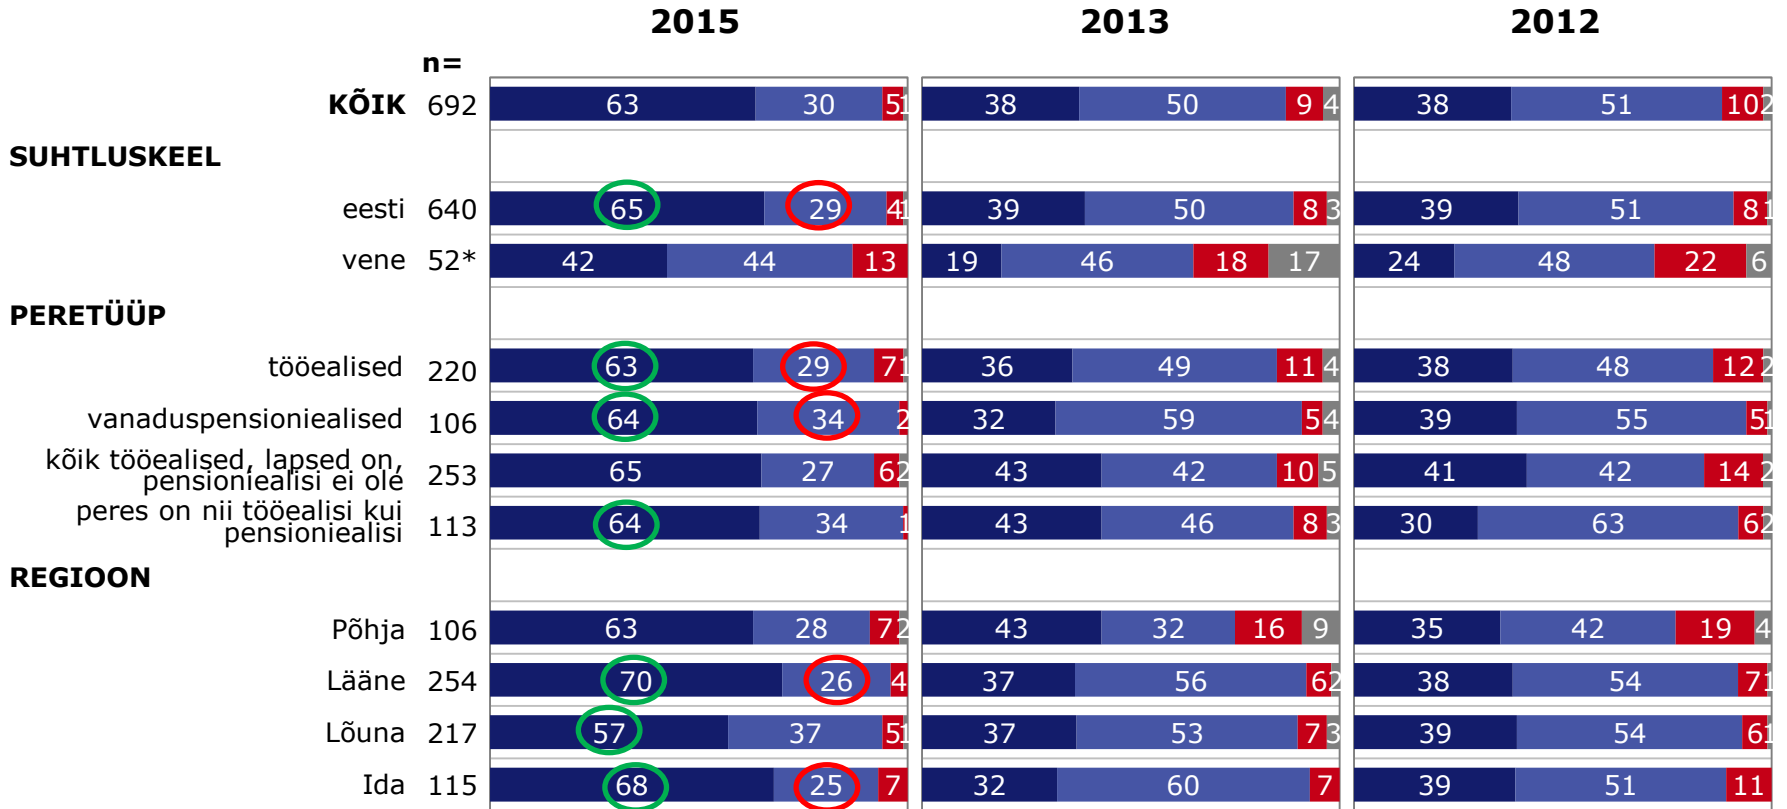 2015 2013 2012
n=
KÕIK 692 63 30 5 1 38 50 9 4 38 51 10 2
SUHTLUSKEEL
eesti 640 65 29 4 1 39 50 8 3 39 51 8 1
vene 52* 42 44 13 19 46 18 17 24 48 22 6
PERETÜÜP
tööealised 220 63 29 7 1 36 49 11 4 38 48 12 2
vanaduspensioniealised 106 64 34 2 32 59 5 4 39 55 5 1
kõik tööealised, lapsed on,
pensioniealisi ei ole 253 65 27 6 2 43 42 10 5 41 42 14 2
peres on nii tööealisi kui
pensioniealisi 113 64 34 1 43 46 8 3 30 63 6 2
REGIOON
Põhja 106 63 28 7 2 43 32 16 9 35 42 19 4
Lääne 254 70 26 4 37 56 6 2 38 54 7 1
Lõuna 217 57 37 5 1 37 53 7 3 39 54 6 1
Ida 115 68 25 7 32 60 7 39 51 11